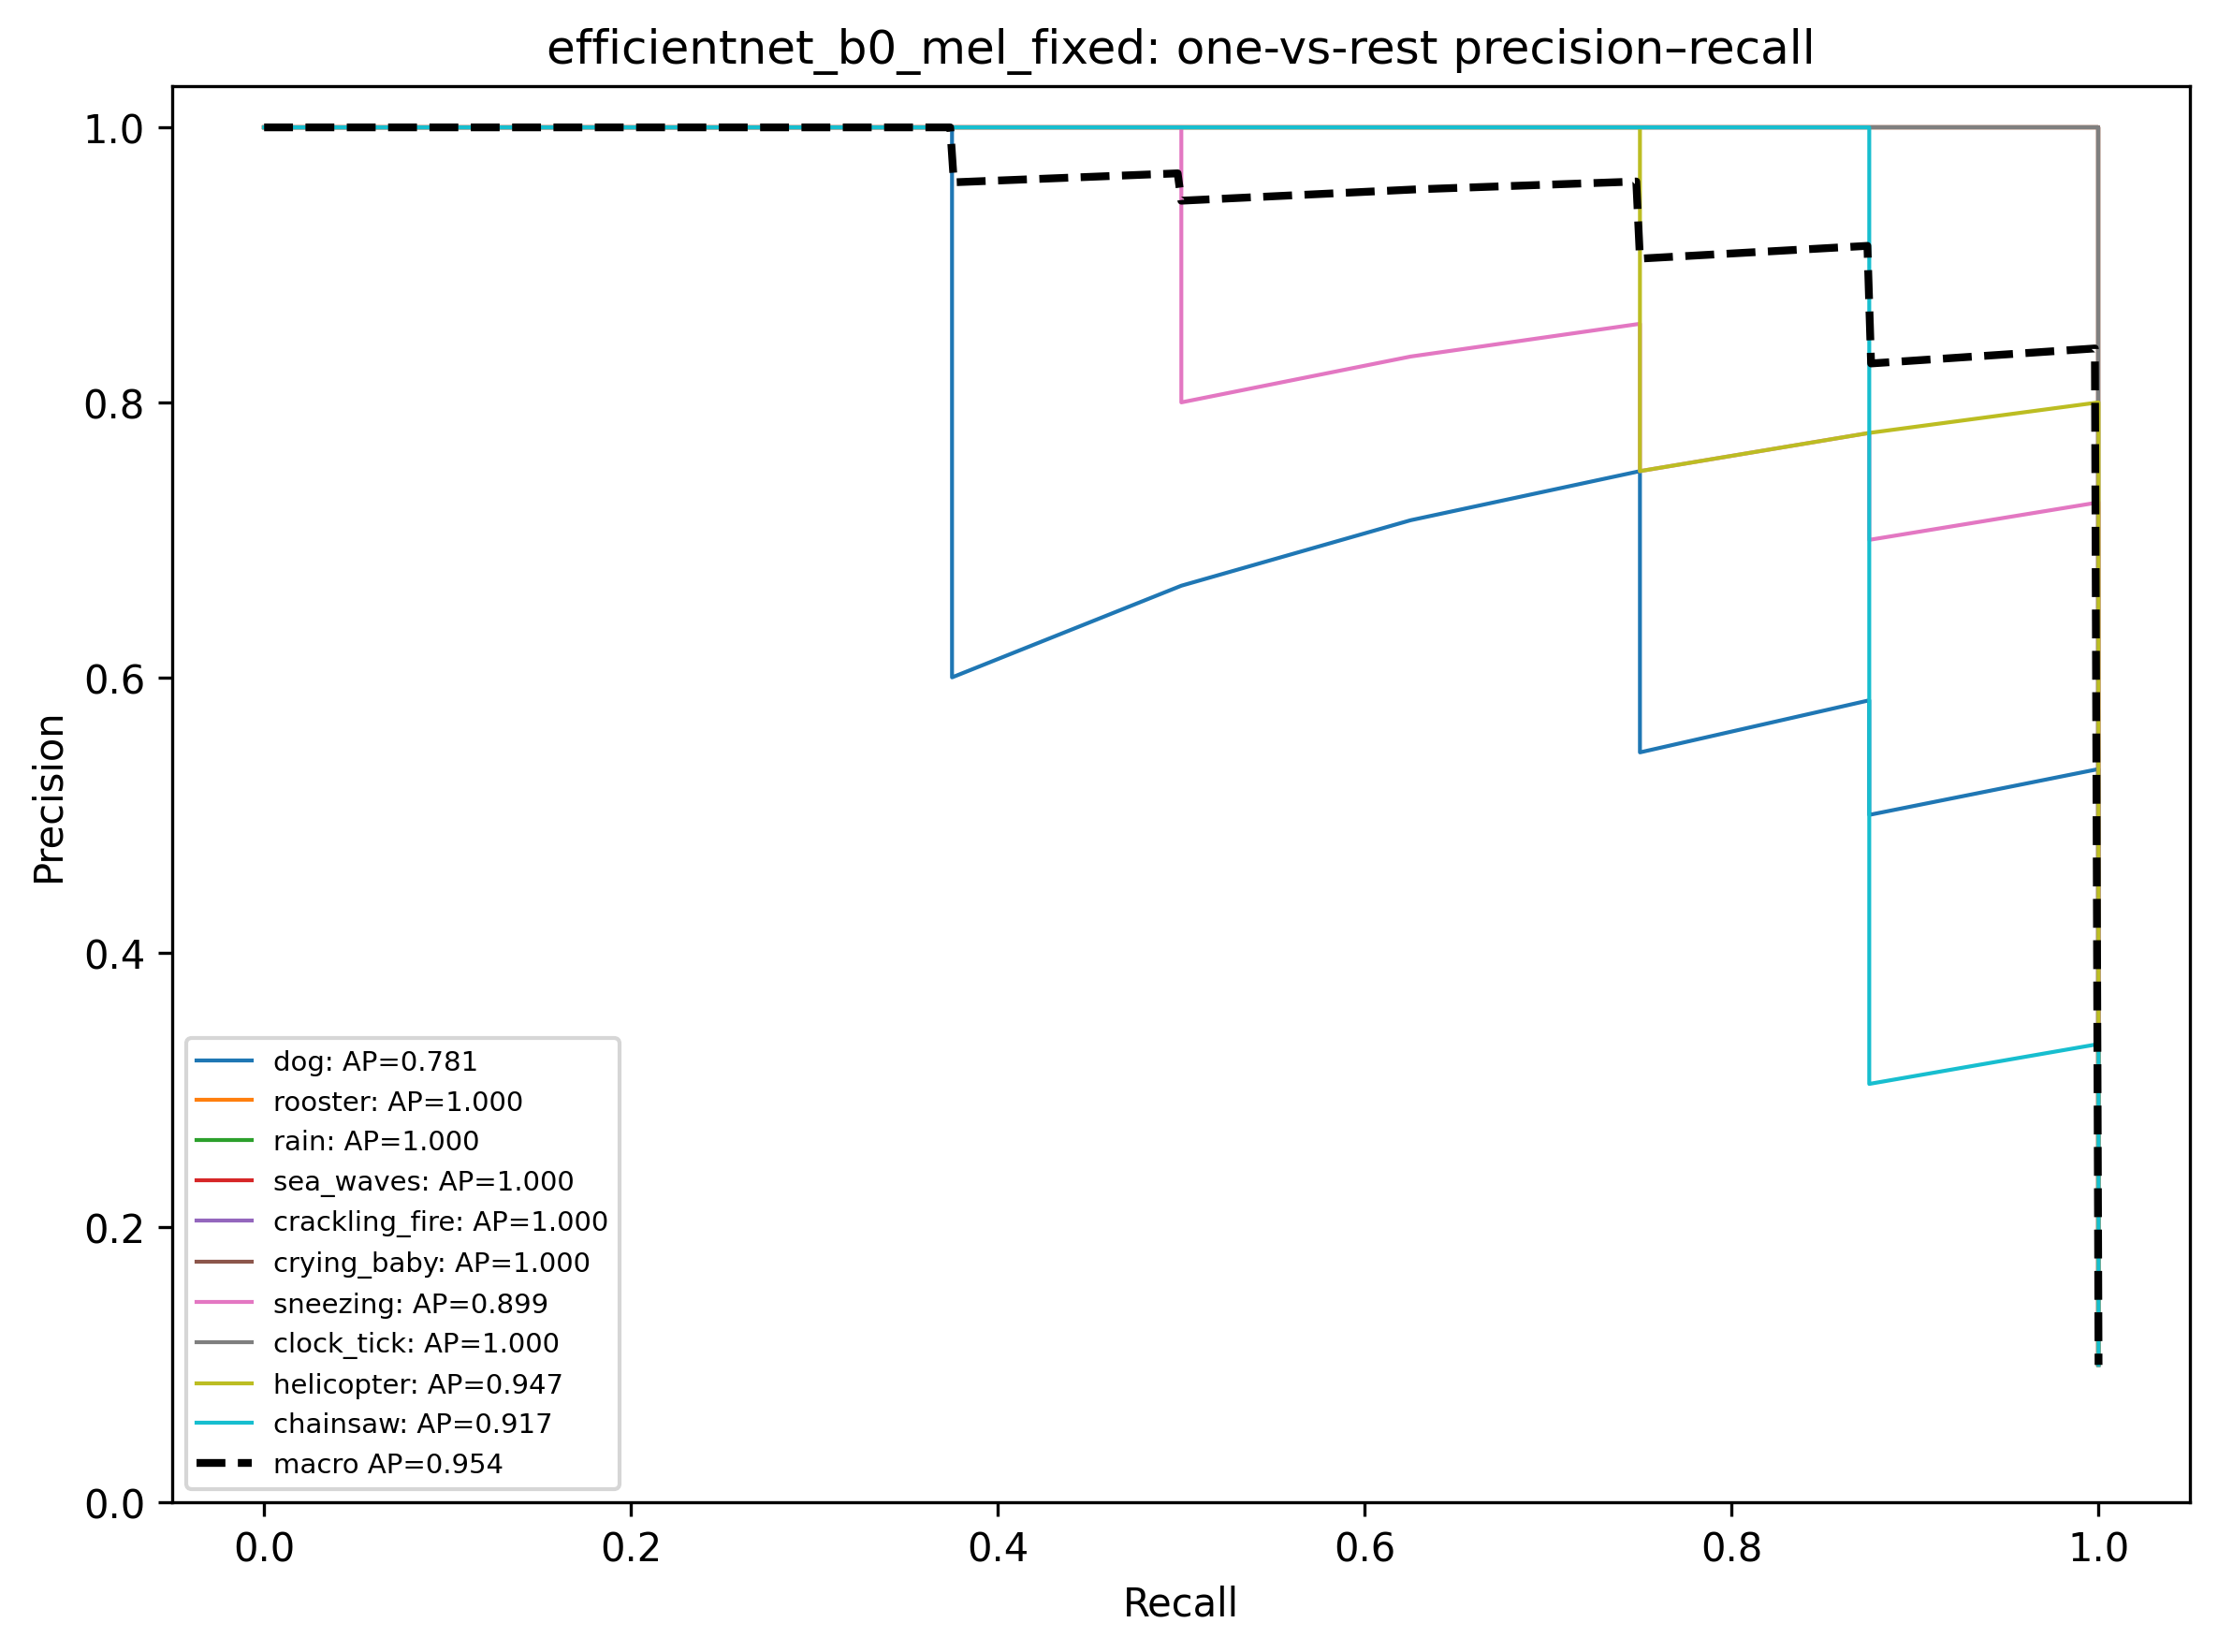 efficientnet_b0_mel_fixed: one-vs-rest precision–recall
1.0
0.8
0.6
0.4
0.2
0.0
Precision
dog: AP=0.781
rooster: AP=1.000
rain: AP=1.000
sea_waves: AP=1.000
crackling_fire: AP=1.000
crying_baby: AP=1.000
sneezing: AP=0.899
clock_tick: AP=1.000
helicopter: AP=0.947
chainsaw: AP=0.917
macro AP=0.954
0.0 0.2 0.4 0.6 0.8 1.0
Recall